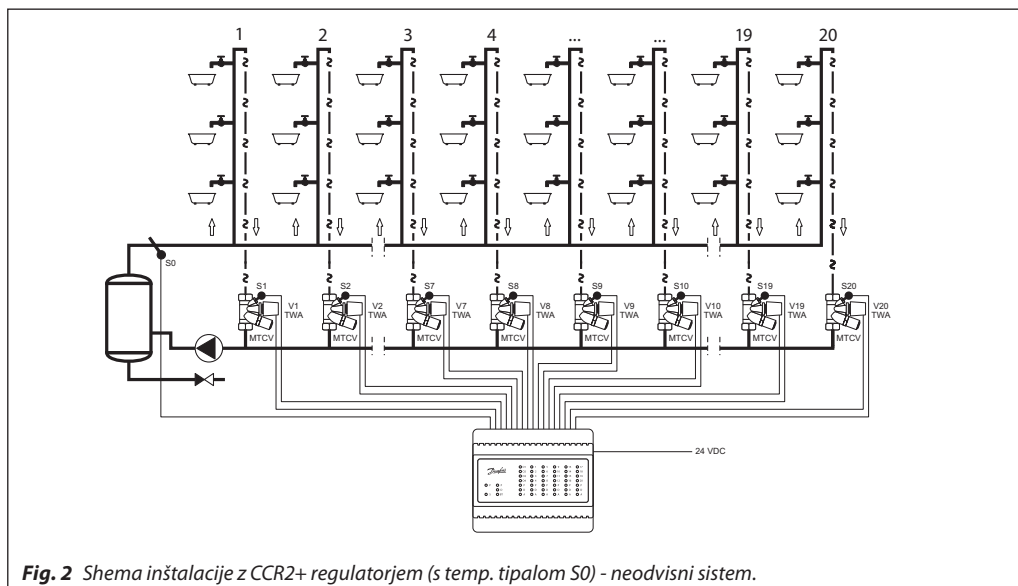 1 2 3 4 ... ... 19 20
S0
S1 S2 S7 S8 S9 S10 S19 S20
V1 V2 V7 V8 V9 V10 V19 V20
TWA TWA TWA TWA TWA TWA TWA TWA
MTCV MTCV MTCV MTCV MTCV MTCV MTCV MTCV
24 VDC
Danfoss
Fig. 2 Shema inštalacije z CCR2+ regulatorjem (s temp. tipalom S0) - neodvisni sistem.